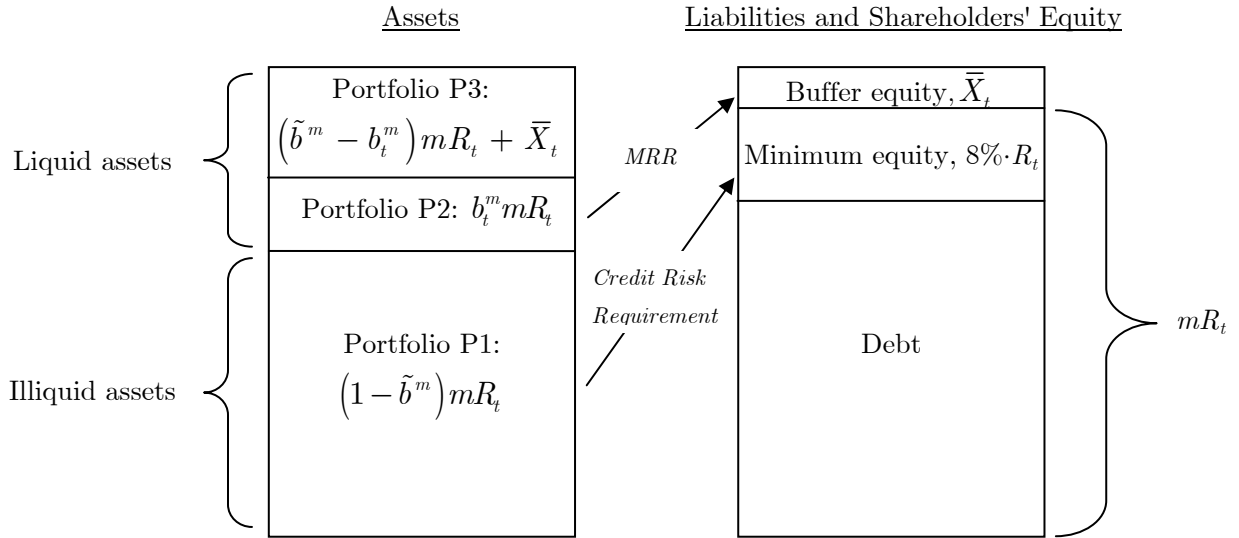 Assets
Liabilities and Shareholders' Equity
Portfolio P3:
(b̃ᵐ − bₜᵐ)mRₜ + X̄ₜ
Buffer equity, X̄ₜ
Liquid assets
MRR
Minimum equity, 8%·Rₜ
Portfolio P2: bₜᵐmRₜ
Credit Risk
Requirement
Portfolio P1:
(1 − b̃ᵐ)mRₜ
Debt
mRₜ
Illiquid assets